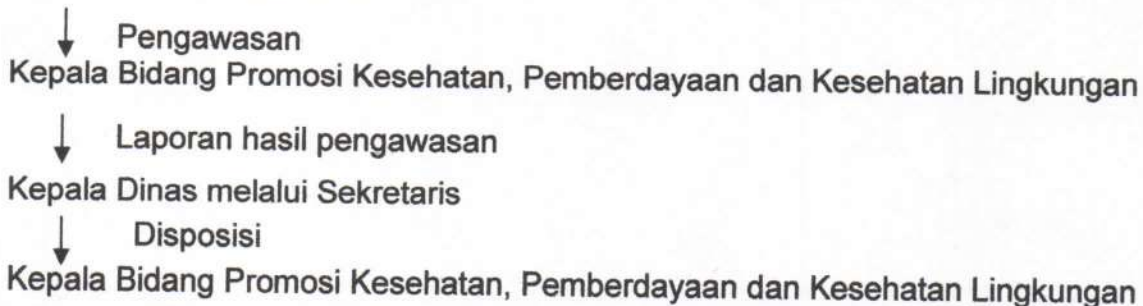 Pengawasan
Kepala Bidang Promosi Kesehatan, Pemberdayaan dan Kesehatan Lingkungan
Laporan hasil pengawasan
Kepala Dinas melalui Sekretaris
Disposisi
Kepala Bidang Promosi Kesehatan, Pemberdayaan dan Kesehatan Lingkungan